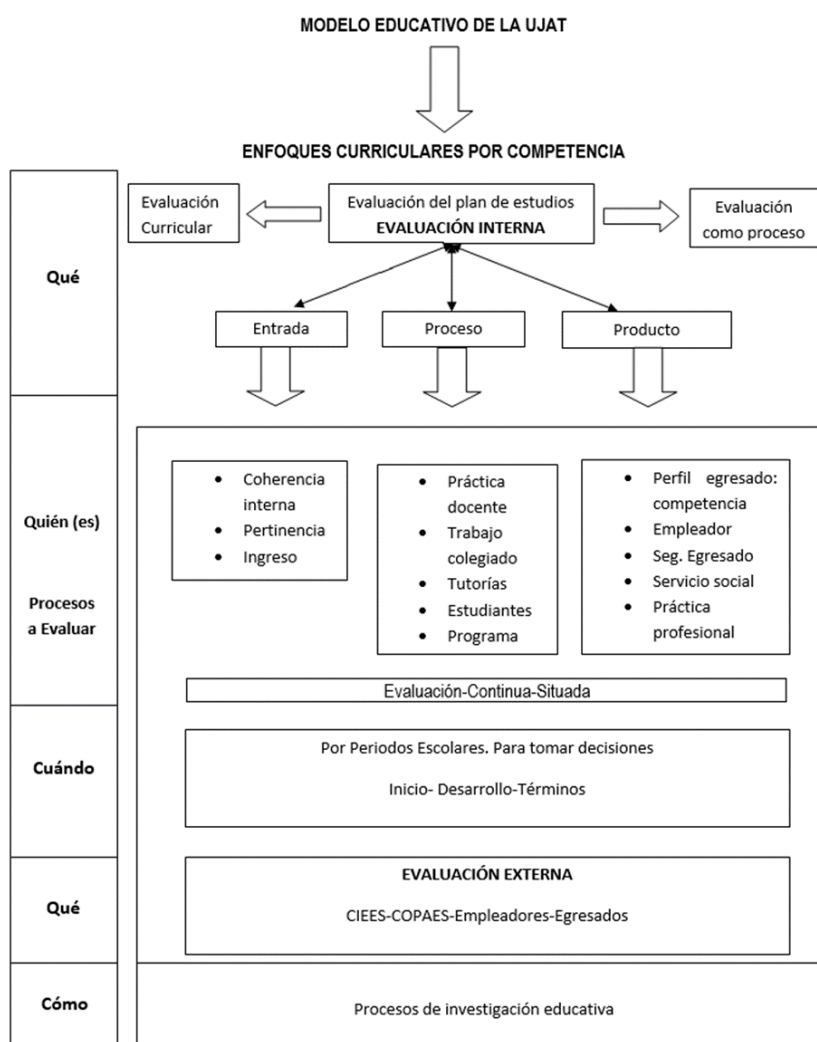 MODELO EDUCATIVO DE LA UJAT
ENFOQUES CURRICULARES POR COMPETENCIA
Qué
Evaluación
Curricular
Evaluación del plan de estudios
EVALUACIÓN INTERNA
Evaluación
como proceso
Entrada
Proceso
Producto
Quién (es)
Procesos
a Evaluar
• Coherencia
interna
• Pertinencia
• Ingreso
• Práctica
docente
• Trabajo
colegiado
• Tutorías
• Estudiantes
• Programa
• Perfil egresado:
competencia
• Empleador
• Seg. Egresado
• Servicio social
• Práctica
profesional
Evaluación-Continua-Situada
Cuándo
Por Periodos Escolares. Para tomar decisiones
Inicio- Desarrollo-Términos
Qué
EVALUACIÓN EXTERNA
CIEES-COPAES-Empleadores-Egresados
Cómo
Procesos de investigación educativa